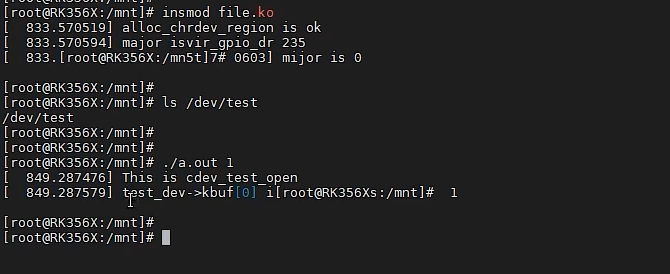 [root@RK356X:/mnt]# insmod file.ko
[  833.570519] alloc_chrdev_region is ok
[  833.570594] major isvir_gpio_dr 235
[  833.[root@RK356X:/mn5t]7# 0603] mijor is 0
[root@RK356X:/mnt]#
[root@RK356X:/mnt]# ls /dev/test
/dev/test
[root@RK356X:/mnt]#
[root@RK356X:/mnt]#
[root@RK356X:/mnt]# ./a.out 1
[  849.287476] This is cdev_test_open
[  849.287579] test_dev->kbuf[0] i[root@RK356Xs:/mnt]#  1
[root@RK356X:/mnt]#
[root@RK356X:/mnt]#